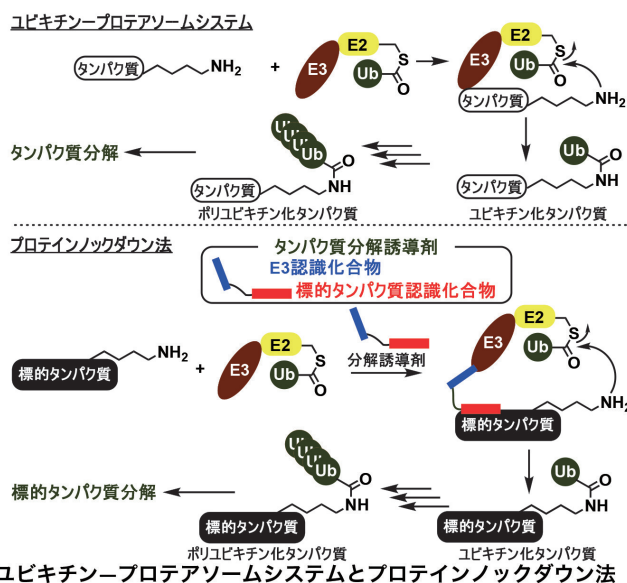 ユビキチンープロテアソームシステム
タンパク質
NH2
+
E3
E2
Ub
S
O
E3
E2
Ub
S
O
タンパク質
NH2
タンパク質分解
Ub
Ub
Ub
Ub
O
NH
タンパク質
ポリユビキチン化タンパク質
Ub
O
NH
タンパク質
ユビキチン化タンパク質
プロテインノックダウン法
タンパク質分解誘導剤
E3認識化合物
標的タンパク質認識化合物
標的タンパク質
NH2
+
E3
E2
Ub
S
O
分解誘導剤
E3
E2
Ub
S
O
標的タンパク質
NH2
標的タンパク質分解
Ub
Ub
Ub
Ub
O
NH
標的タンパク質
ポリユビキチン化タンパク質
Ub
O
NH
標的タンパク質
ユビキチン化タンパク質
ユビキチン―プロテアソームシステムとプロテインノックダウン法